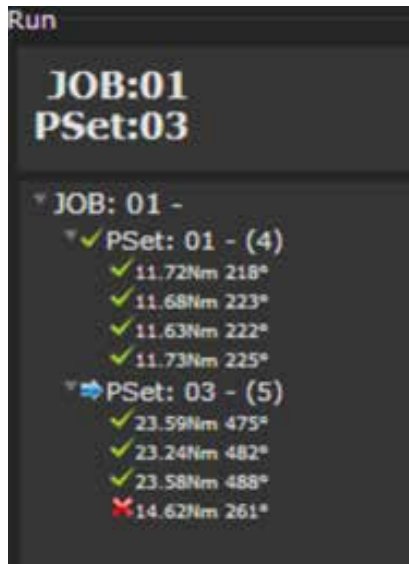 Run
JOB:01
PSet:03
JOB: 01 -
PSet: 01 - (4)
11.72Nm 218°
11.68Nm 223°
11.63Nm 222°
11.73Nm 225°
PSet: 03 - (5)
23.59Nm 475°
23.24Nm 482°
23.58Nm 488°
14.62Nm 261°